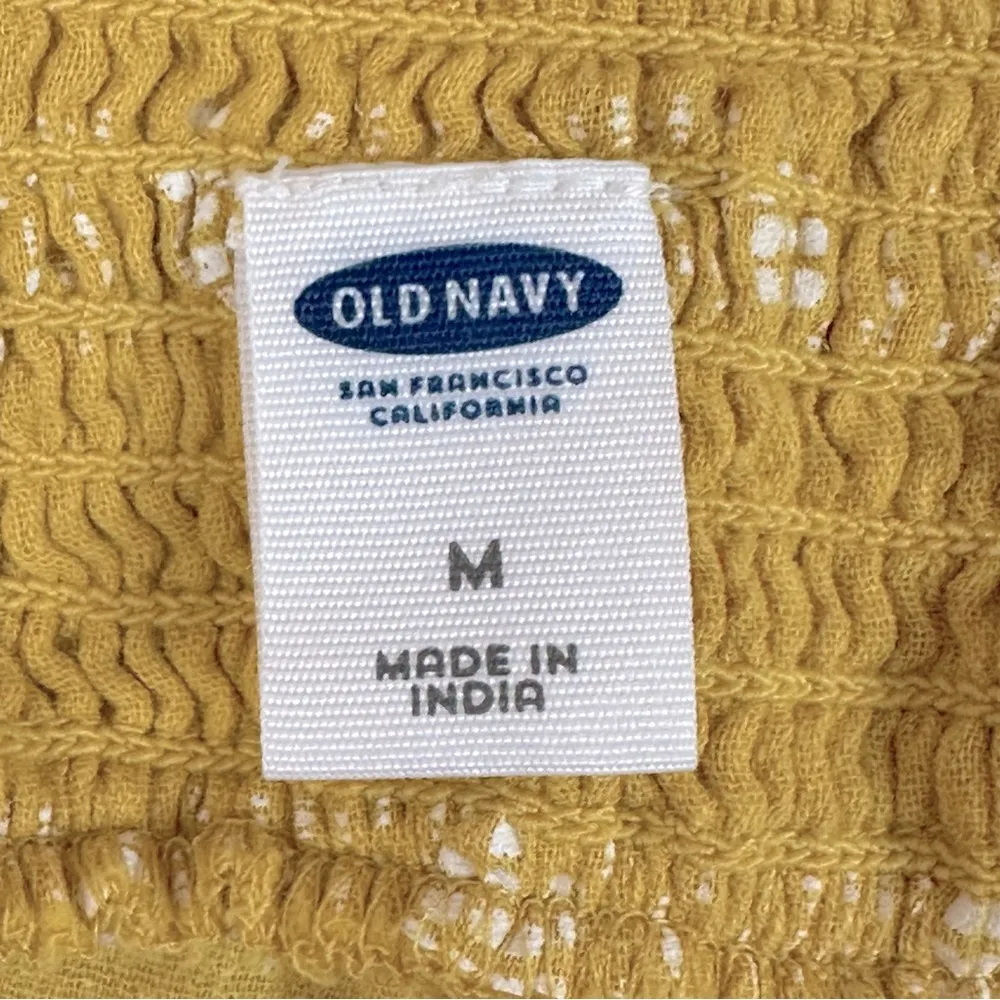 OLD NAVY
SAN FRANCISCO
CALIFORNIA
M
MADE IN
INDIA